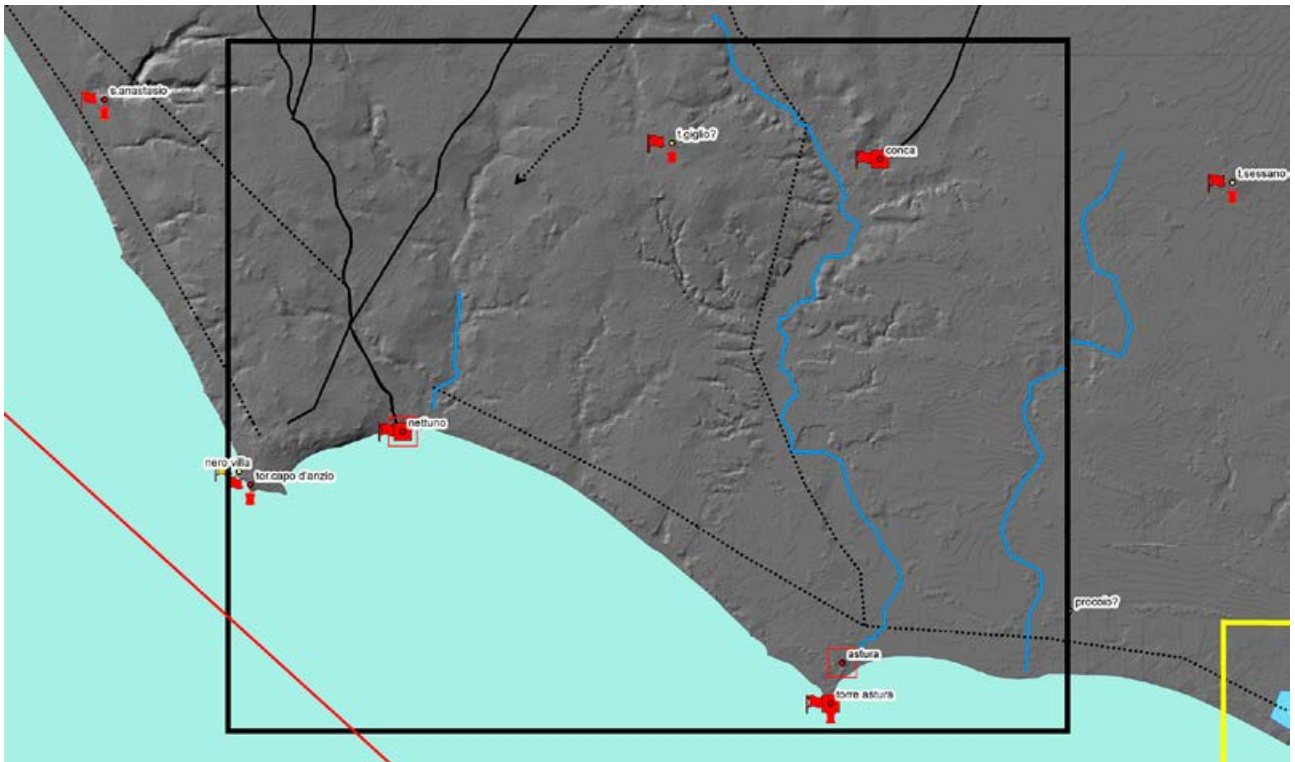 s.anastasio
t.giglio?
conca
t.sessano
nettuno
nero villa
tor.capo d'anzio
procoio?
astura
torre astura